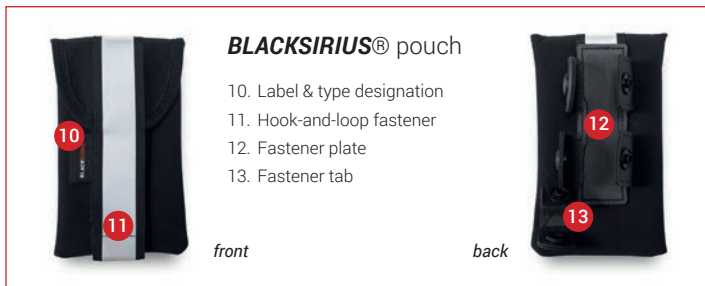 BLACKSIRIUS® pouch
10. Label & type designation
11. Hook-and-loop fastener
12. Fastener plate
13. Fastener tab
10
11
front
12
13
back